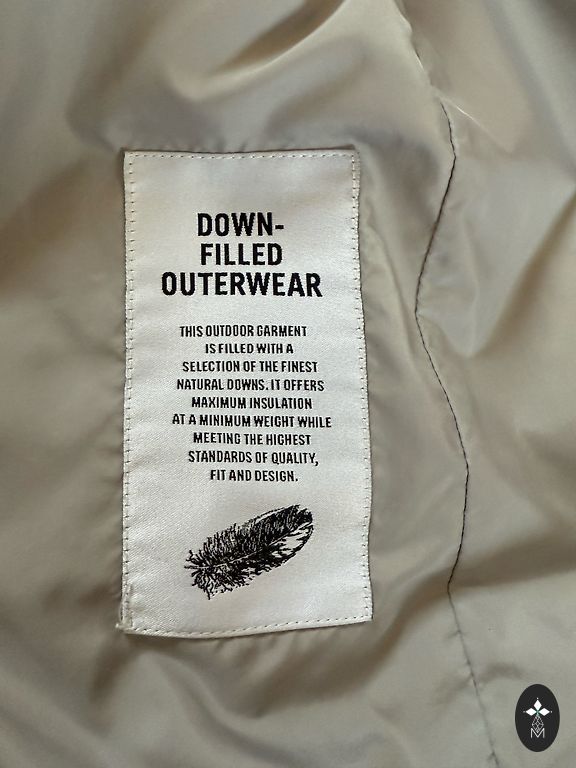 DOWN-
FILLED
OUTERWEAR
THIS OUTDOOR GARMENT
IS FILLED WITH A
SELECTION OF THE FINEST
NATURAL DOWNS. IT OFFERS
MAXIMUM INSULATION
AT A MINIMUM WEIGHT WHILE
MEETING THE HIGHEST
STANDARDS OF QUALITY,
FIT AND DESIGN.
M